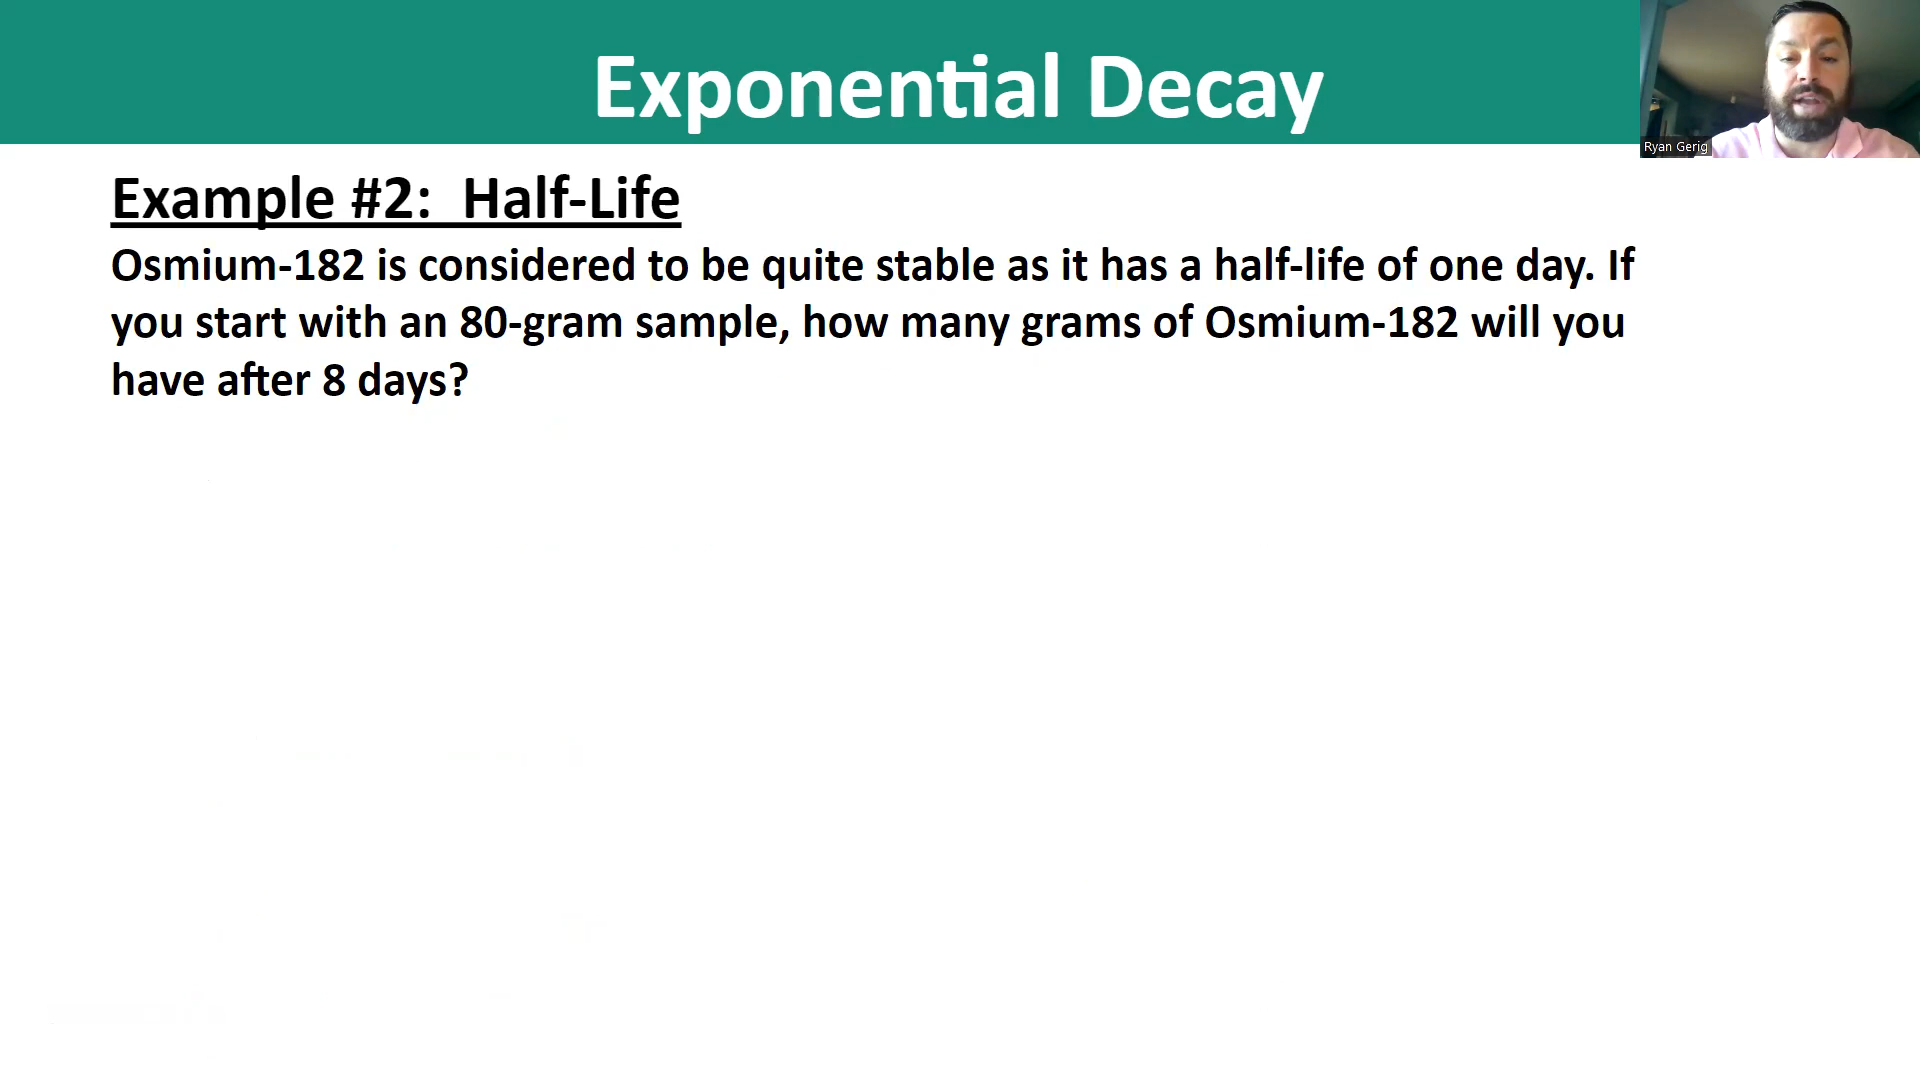 Exponential Decay
Ryan Gerig
Example #2:  Half-Life
Osmium-182 is considered to be quite stable as it has a half-life of one day. If
you start with an 80-gram sample, how many grams of Osmium-182 will you
have after 8 days?